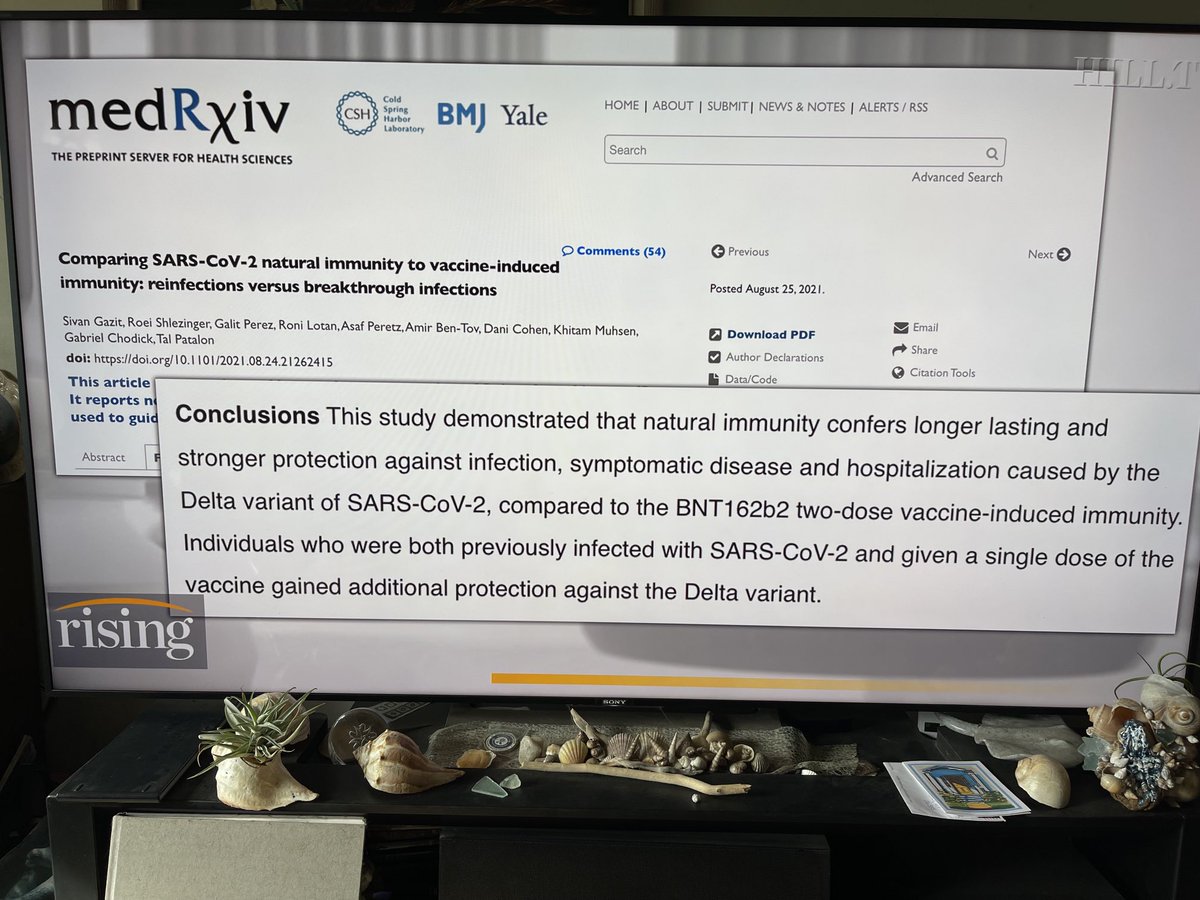 HILL.T
medRxiv
THE PREPRINT SERVER FOR HEALTH SCIENCES
CSH
Cold
Spring
Harbor
Laboratory
BMJ Yale
HOME | ABOUT | SUBMIT | NEWS & NOTES | ALERTS / RSS
Search
Advanced Search
Comparing SARS-CoV-2 natural immunity to vaccine-induced
immunity: reinfections versus breakthrough infections
Comments (54)
Previous
Next
Posted August 25, 2021.
Sivan Gazit, Roei Shlezinger, Galit Perez, Roni Lotan, Asaf Peretz, Amir Ben-Tov, Dani Cohen, Khitam Muhsen,
Gabriel Chodick, Tal Patalon
doi: https://doi.org/10.1101/2021.08.24.21262415
Download PDF
Author Declarations
Data/Code
Email
Share
Citation Tools
This article
It reports n
used to guid
Abstract
F
Conclusions This study demonstrated that natural immunity confers longer lasting and
stronger protection against infection, symptomatic disease and hospitalization caused by the
Delta variant of SARS-CoV-2, compared to the BNT162b2 two-dose vaccine-induced immunity.
Individuals who were both previously infected with SARS-CoV-2 and given a single dose of the
vaccine gained additional protection against the Delta variant.
rising
SONY